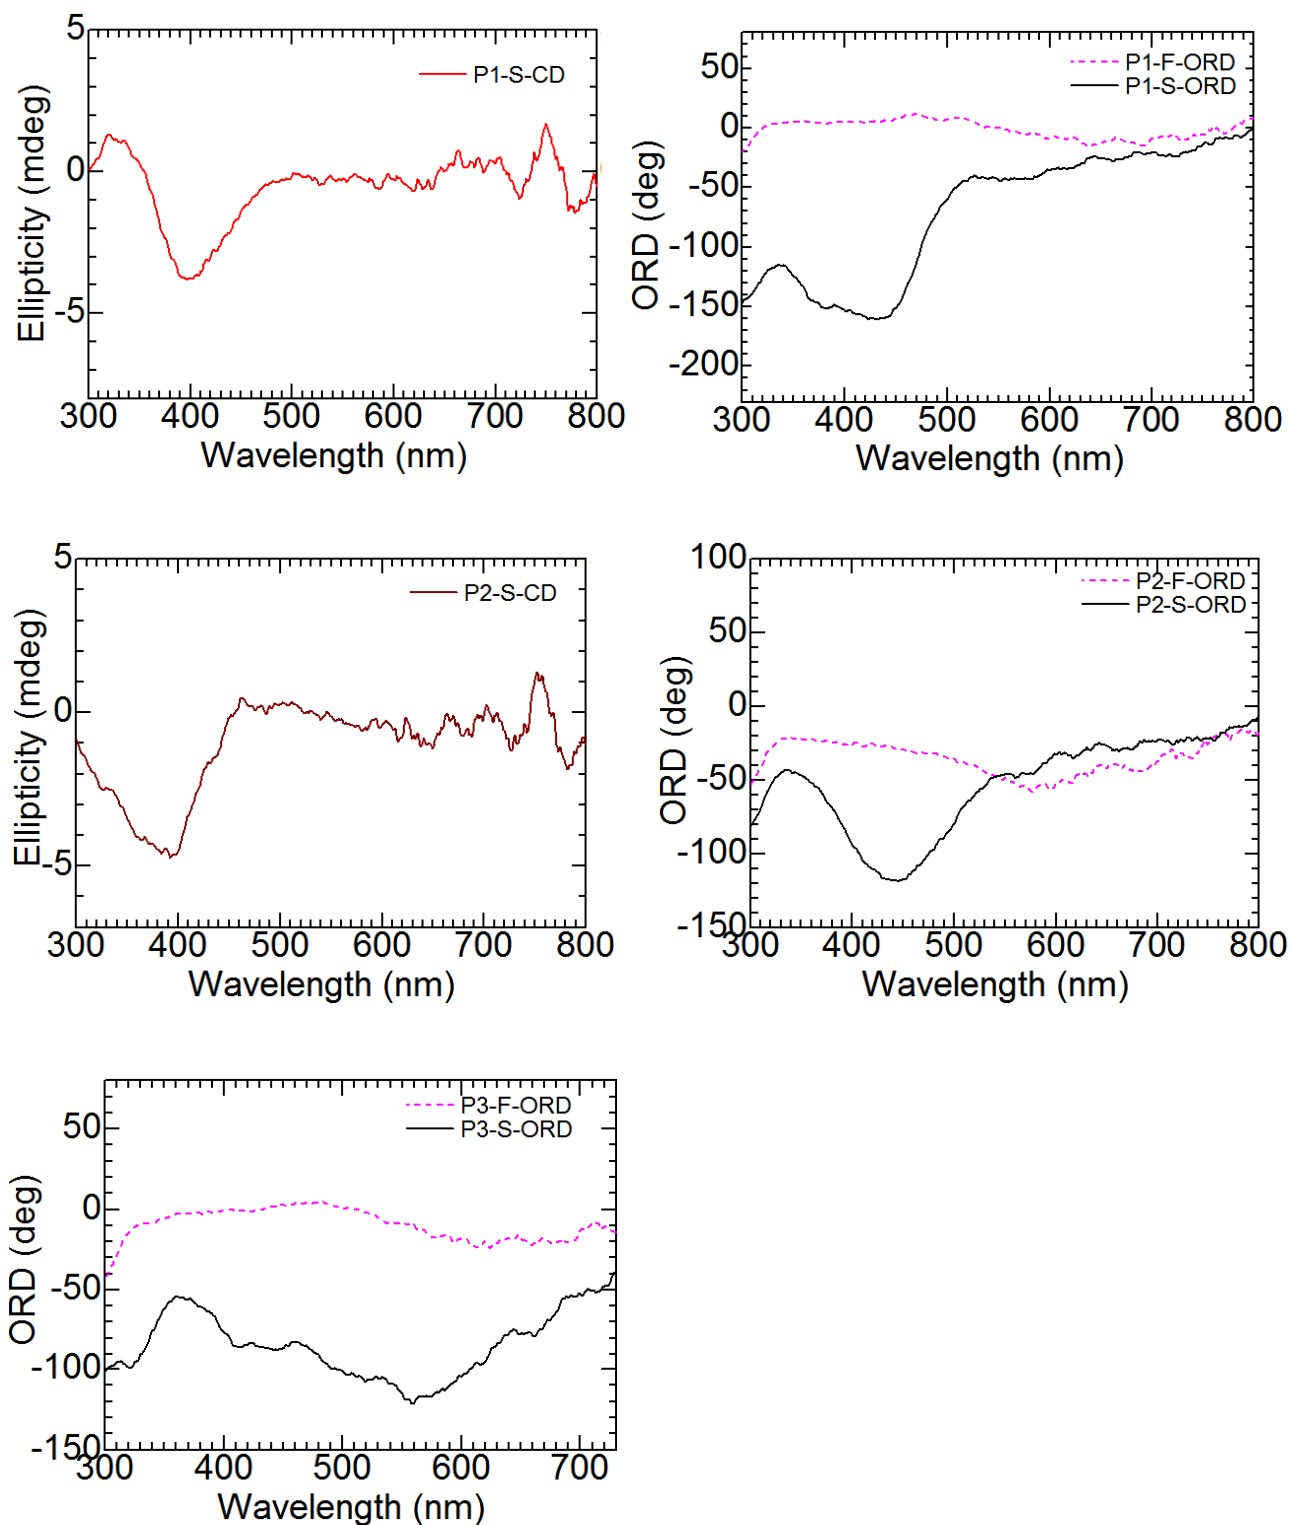 5
0
-5
Ellipticity (mdeg)
P1-S-CD
300 400 500 600 700 800
Wavelength (nm)
50
0
-50
-100
-150
-200
ORD (deg)
P1-F-ORD
P1-S-ORD
300 400 500 600 700 800
Wavelength (nm)
5
0
-5
Ellipticity (mdeg)
P2-S-CD
300 400 500 600 700 800
Wavelength (nm)
100
50
0
-50
-100
-150
ORD (deg)
P2-F-ORD
P2-S-ORD
300 400 500 600 700 800
Wavelength (nm)
50
0
-50
-100
-150
ORD (deg)
P3-F-ORD
P3-S-ORD
300 400 500 600 700
Wavelength (nm)